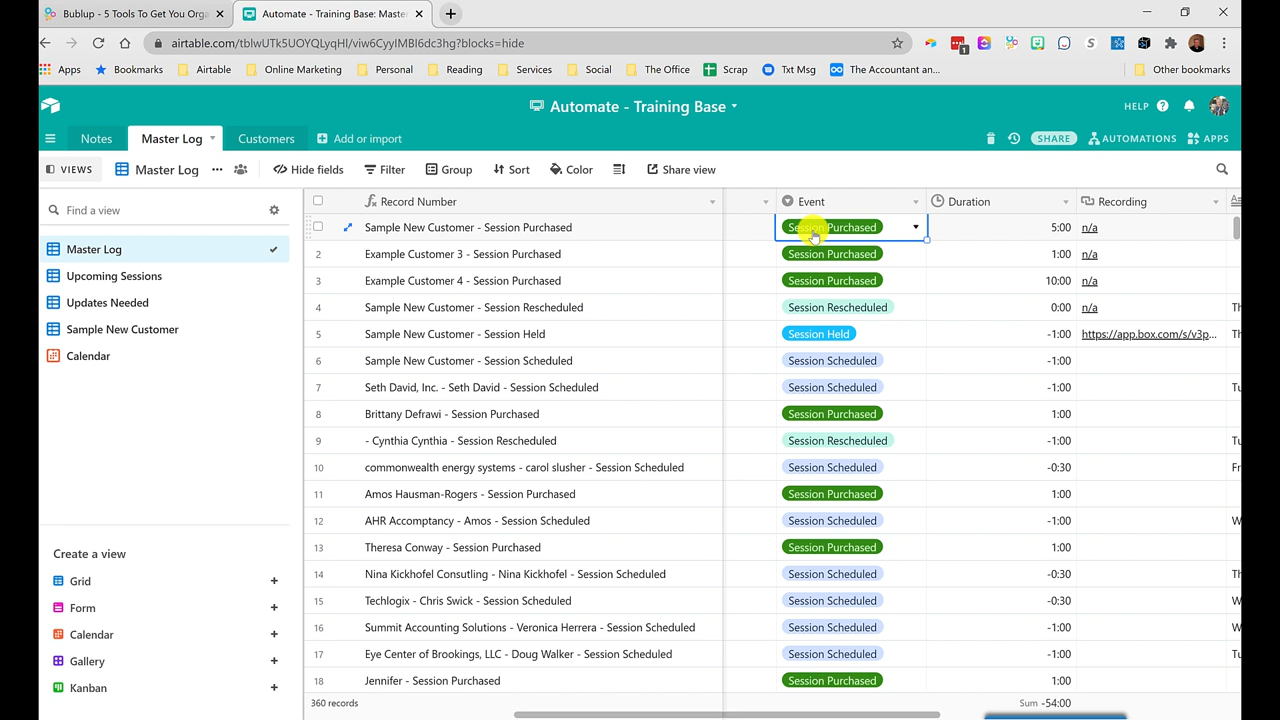 Bublup - 5 Tools To Get You Orga
Automate - Training Base: Master
airtable.com/tblwUTk5UOYQLyqHl/viw6CyyIMBI6dc3hg?blocks=hide
1
Apps
Bookmarks
Airtable
Online Marketing
Personal
Reading
Services
Social
The Office
Scrap
Txt Msg
The Accountant an...
Other bookmarks
Automate - Training Base
HELP
Notes
Master Log
Customers
Add or import
SHARE
AUTOMATIONS
APPS
VIEWS
Master Log
Hide fields
Filter
Group
Sort
Color
Share view
Find a view
Master Log
Upcoming Sessions
Updates Needed
Sample New Customer
Calendar
Create a view
Grid
Form
Calendar
Gallery
Kanban
Record Number Event Duration Recording
Sample New Customer - Session Purchased Session Purchased 5:00 n/a
2 Example Customer 3 - Session Purchased Session Purchased 1:00 n/a
3 Example Customer 4 - Session Purchased Session Purchased 10:00 n/a
4 Sample New Customer - Session Rescheduled Session Rescheduled 0:00 n/a Th
5 Sample New Customer - Session Held Session Held -1:00 https://app.box.com/s/v3p... Th
6 Sample New Customer - Session Scheduled Session Scheduled -1:00
7 Seth David, Inc. - Seth David - Session Scheduled Session Scheduled -1:00 Tu
8 Brittany Defrawi - Session Purchased Session Purchased 1:00
9 - Cynthia Cynthia - Session Rescheduled Session Rescheduled -1:00 Tu
10 commonwealth energy systems - carol slusher - Session Scheduled Session Scheduled -0:30 Fr
11 Amos Hausman-Rogers - Session Purchased Session Purchased 1:00
12 AHR Accomptancy - Amos - Session Scheduled Session Scheduled -1:00 W
13 Theresa Conway - Session Purchased Session Purchased 1:00
14 Nina Kickhofel Consutling - Nina Kickhofel - Session Scheduled Session Scheduled -0:30 Th
15 Techlogix - Chris Swick - Session Scheduled Session Scheduled -0:30 W
16 Summit Accounting Solutions - Veronica Herrera - Session Scheduled Session Scheduled -1:00 W
17 Eye Center of Brookings, LLC - Doug Walker - Session Scheduled Session Scheduled -1:00 Tu
18 Jennifer - Session Purchased Session Purchased 1:00
360 records Sum -54:00